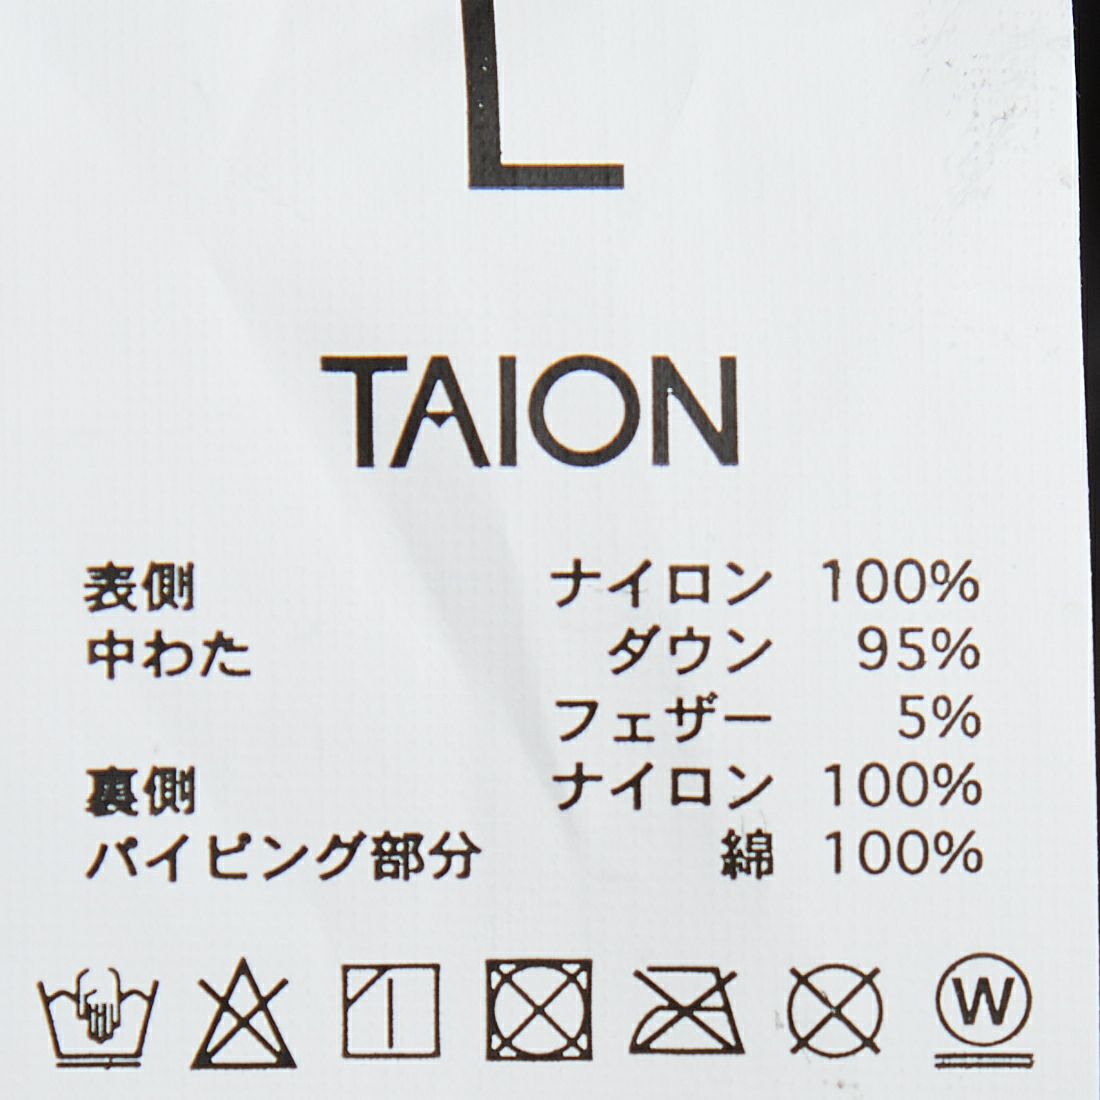 L
TAION
表側 ナイロン 100%
中わた ダウン 95%
フェザー 5%
裏側 ナイロン 100%
パイピング部分 綿 100%
W